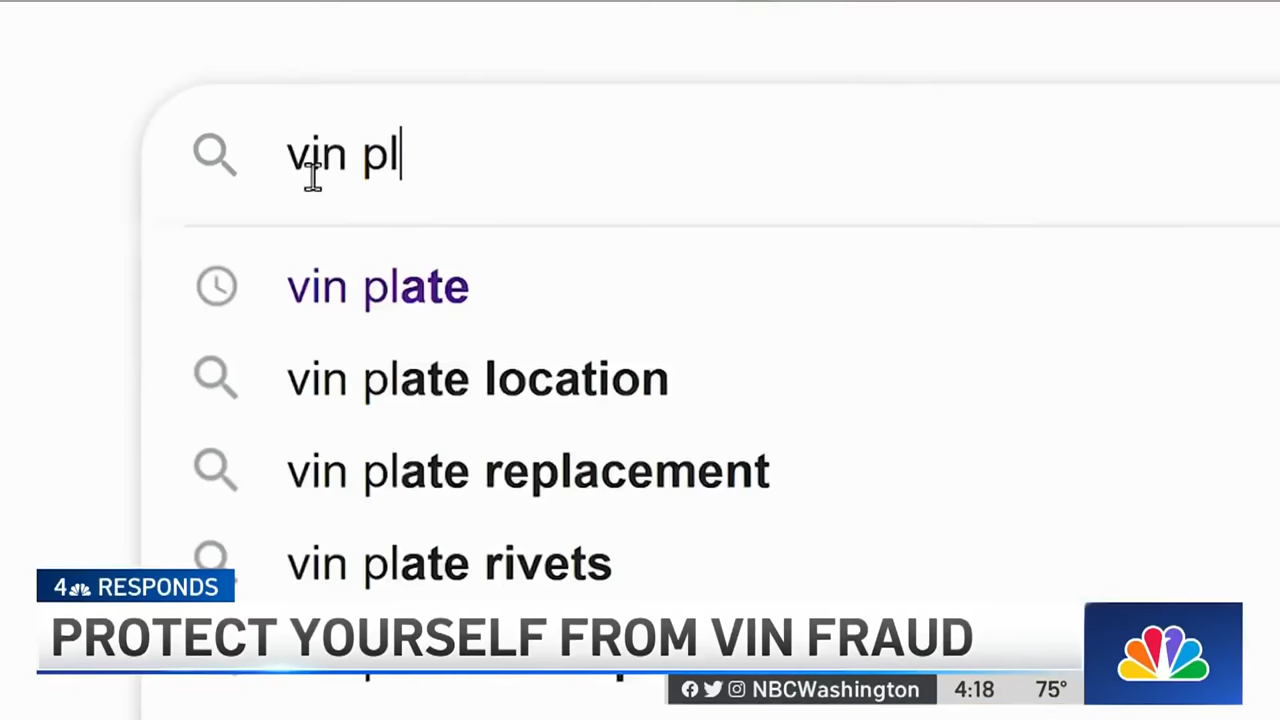 vin pl
vin plate
vin plate location
vin plate replacement
vin plate rivets
4 RESPONDS
PROTECT YOURSELF FROM VIN FRAUD
NBCWashington 4:18 75°